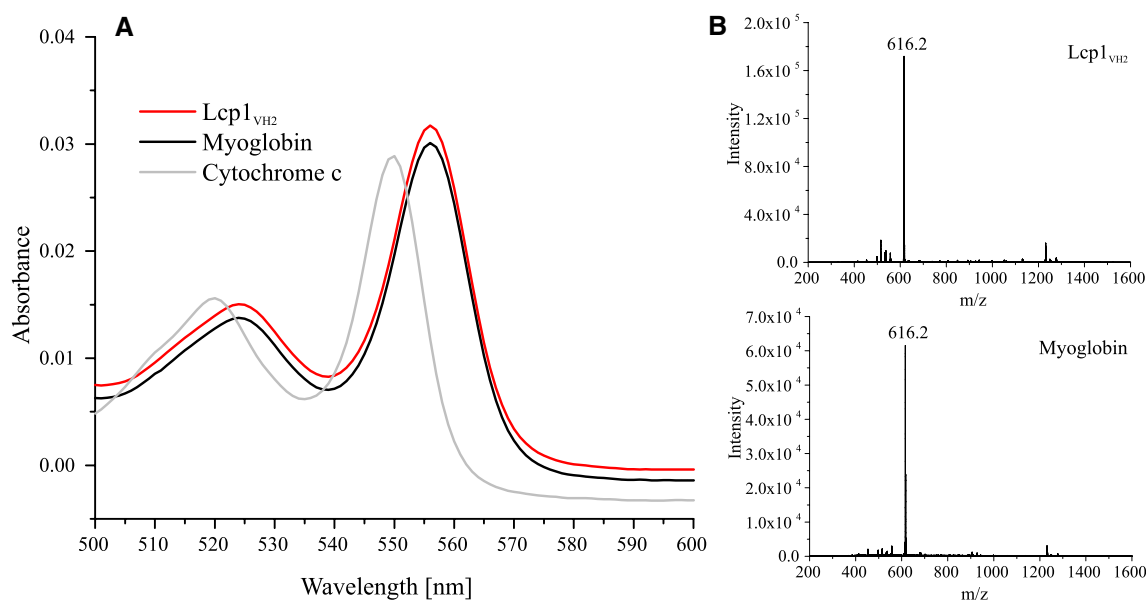 A
0.04
0.03
0.02
0.01
0.00
Absorbance
Lcp1VH2
Myoglobin
Cytochrome c
500 510 520 530 540 550 560 570 580 590 600
Wavelength [nm]
B
2.0x10^5
1.6x10^5
1.2x10^5
8.0x10^4
4.0x10^4
0.0
Intensity
616.2
Lcp1VH2
200 400 600 800 1000 1200 1400 1600
m/z
7.0x10^4
6.0x10^4
5.0x10^4
4.0x10^4
3.0x10^4
2.0x10^4
1.0x10^4
0.0
Intensity
616.2
Myoglobin
200 400 600 800 1000 1200 1400 1600
m/z